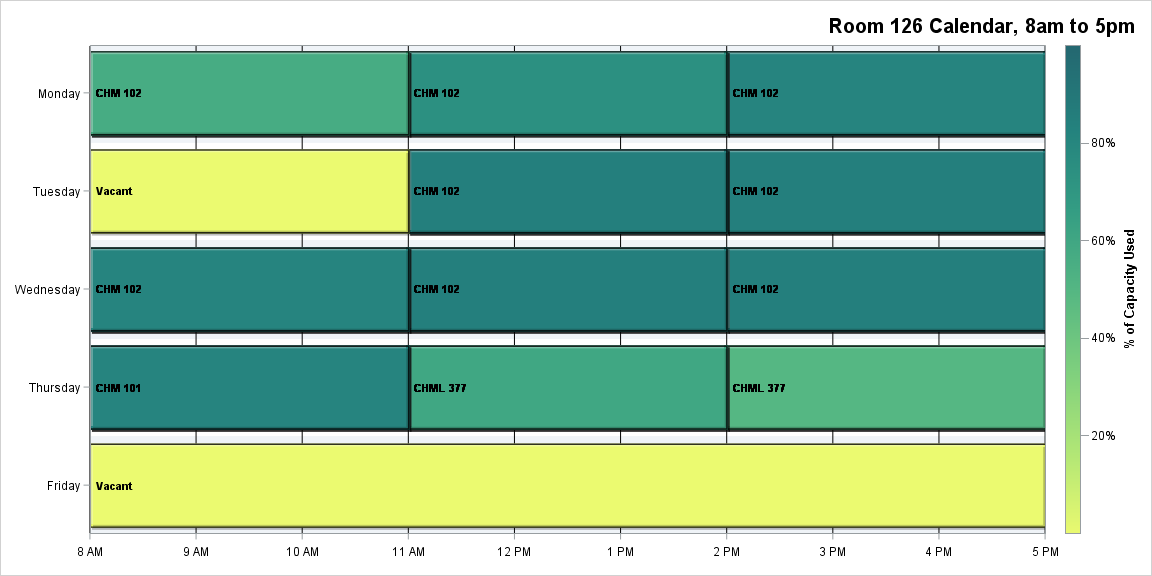 Room 126 Calendar, 8am to 5pm
Monday
CHM 102
CHM 102
CHM 102
Tuesday
Vacant
CHM 102
CHM 102
Wednesday
CHM 102
CHM 102
CHM 102
Thursday
CHM 101
CHML 377
CHML 377
Friday
Vacant
8 AM
9 AM
10 AM
11 AM
12 PM
1 PM
2 PM
3 PM
4 PM
5 PM
80%
60%
40%
20%
% of Capacity Used